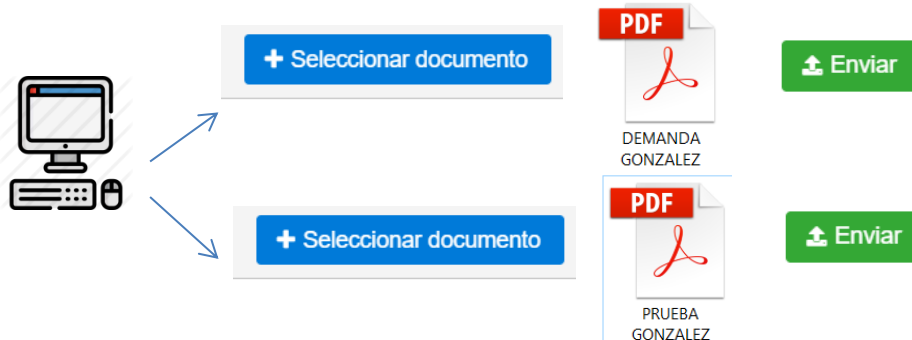 + Seleccionar documento
PDF
DEMANDA
GONZALEZ
Enviar
+ Seleccionar documento
PDF
PRUEBA
GONZALEZ
Enviar